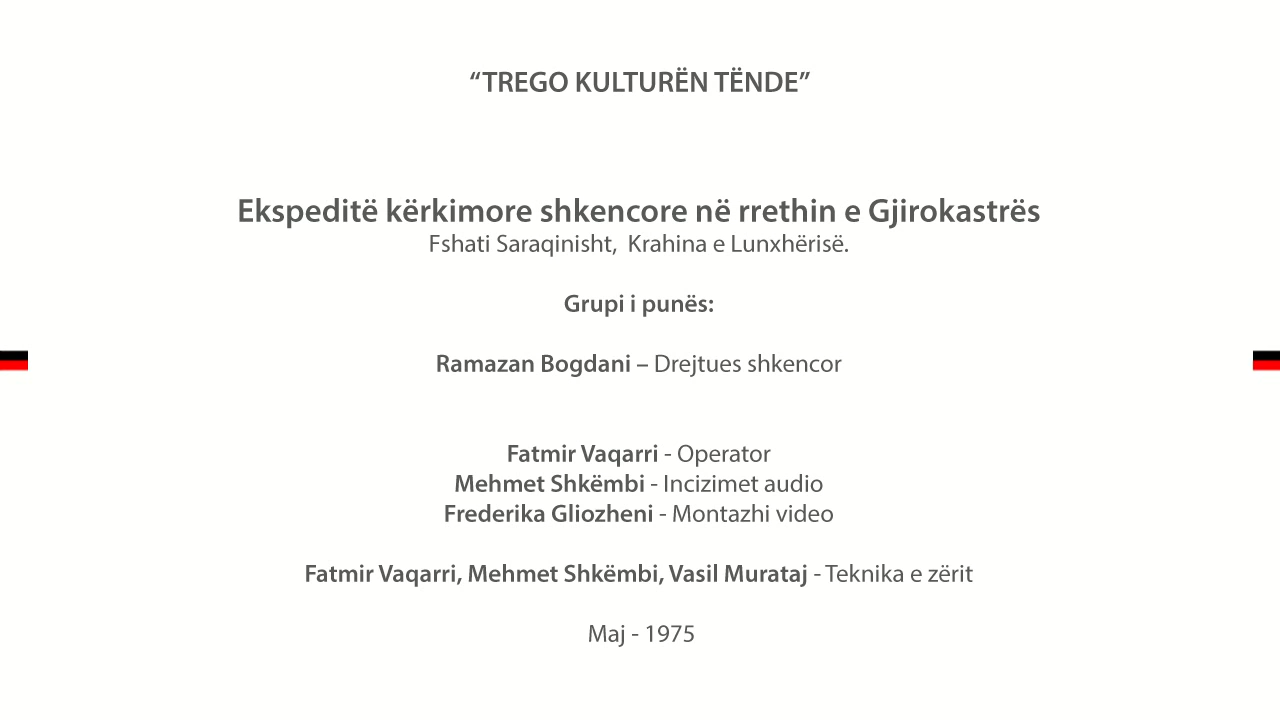 “TREGO KULTURËN TËNDE”
Ekspeditë kërkimore shkencore në rrethin e Gjirokastrës
Fshati Saraqinisht,  Krahina e Lunxhërisë.
Grupi i punës:
Ramazan Bogdani – Drejtues shkencor
Fatmir Vaqarri - Operator
Mehmet Shkëmbi - Incizimet audio
Frederika Gliozheni - Montazhi video
Fatmir Vaqarri, Mehmet Shkëmbi, Vasil Murataj - Teknika e zërit
Maj - 1975